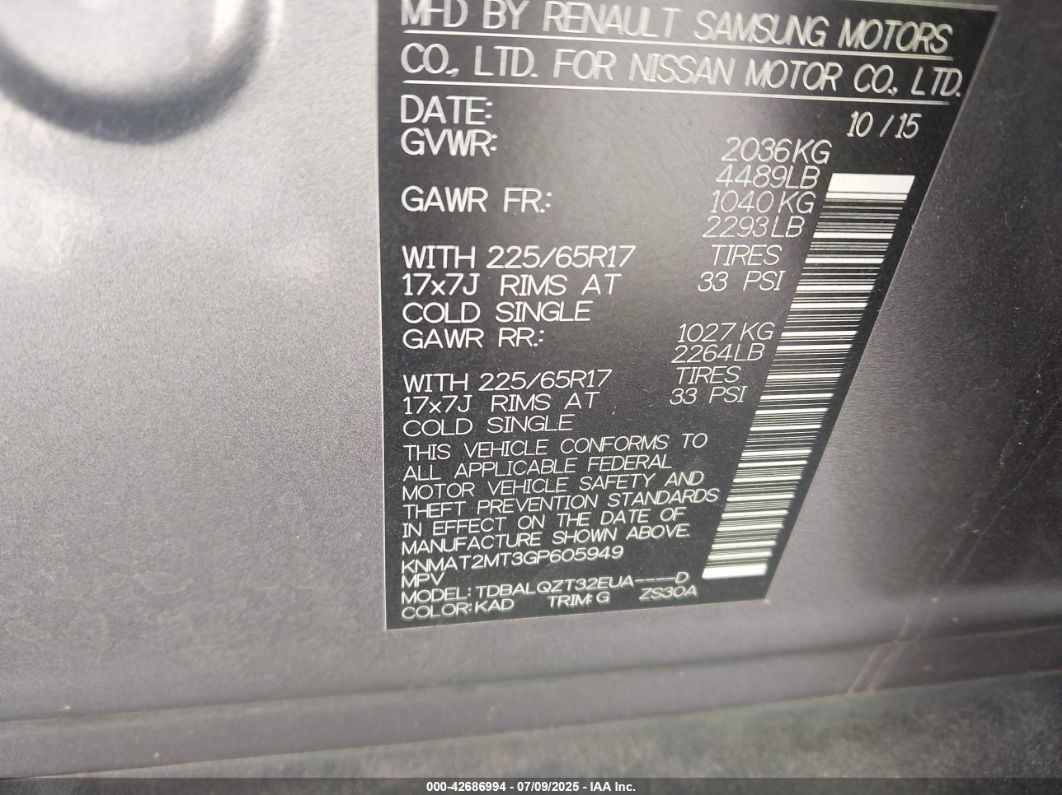 MFD BY RENAULT SAMSUNG MOTORS
CO., LTD. FOR NISSAN MOTOR CO., LTD.
DATE: 10 / 15
GVWR: 2036KG
4489LB
GAWR FR.: 1040KG
2293LB
WITH 225/65R17 TIRES
17x7J RIMS AT 33 PSI
COLD SINGLE
GAWR RR.: 1027KG
2264LB
WITH 225/65R17 TIRES
17x7J RIMS AT 33 PSI
COLD SINGLE
THIS VEHICLE CONFORMS TO
ALL APPLICABLE FEDERAL
MOTOR VEHICLE SAFETY AND
THEFT PREVENTION STANDARDS
IN EFFECT ON THE DATE OF
MANUFACTURE SHOWN ABOVE.
KNMAT2MT3GP605949
MPV
MODEL: TDBALQZT32EUA----D
COLOR: KAD TRIM: G ZS30A
000-42686994 - 07/09/2025 - IAA Inc.